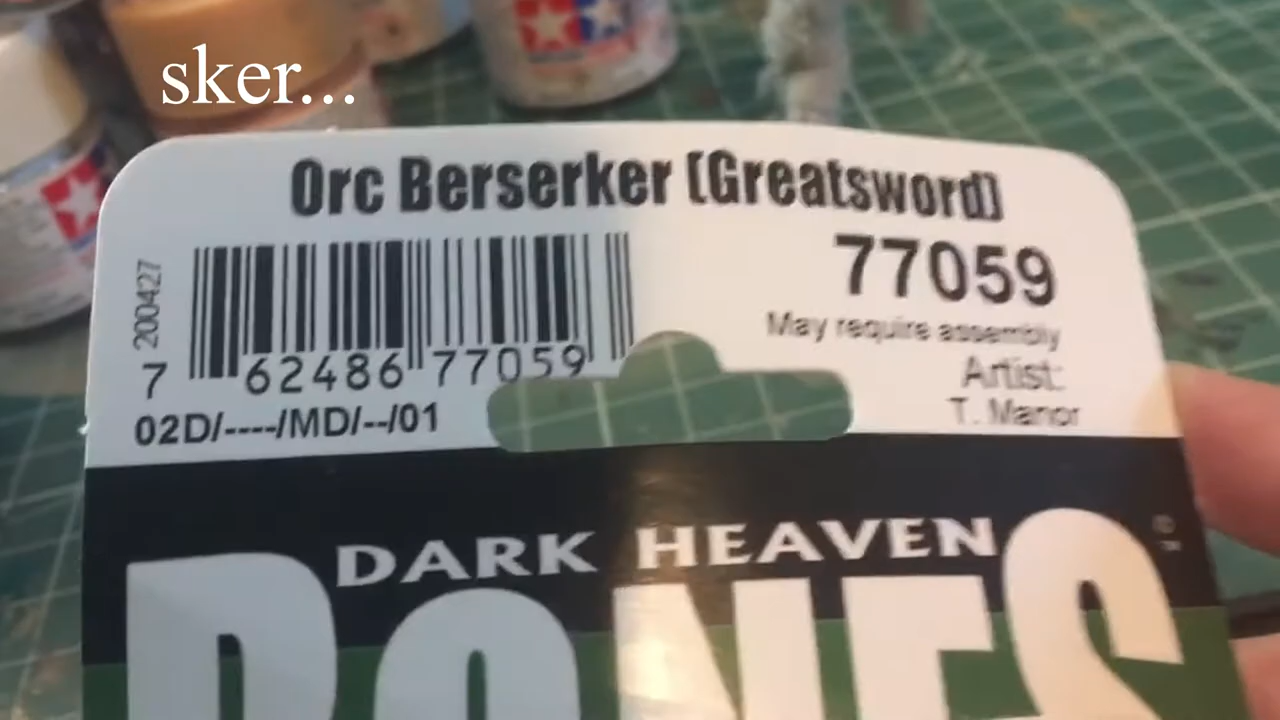 sker...
Orc Berserker (Greatsword)
77059
200427
7 62486 77059
May require assembly
Artist:
T. Manor
02D/----/MD/--/01
DARK HEAVEN
BONES